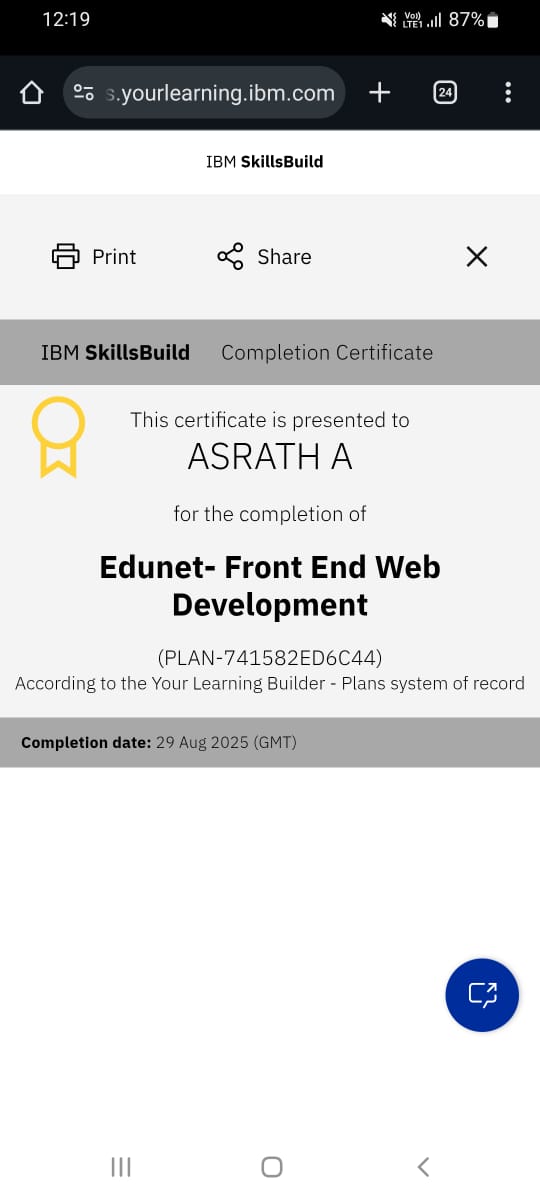 12:19
Vo)) LTE1 87%
s.yourlearning.ibm.com
24
IBM SkillsBuild
Print Share
IBM SkillsBuild Completion Certificate
This certificate is presented to
ASRATH A
for the completion of
Edunet- Front End Web
Development
(PLAN-741582ED6C44)
According to the Your Learning Builder - Plans system of record
Completion date: 29 Aug 2025 (GMT)